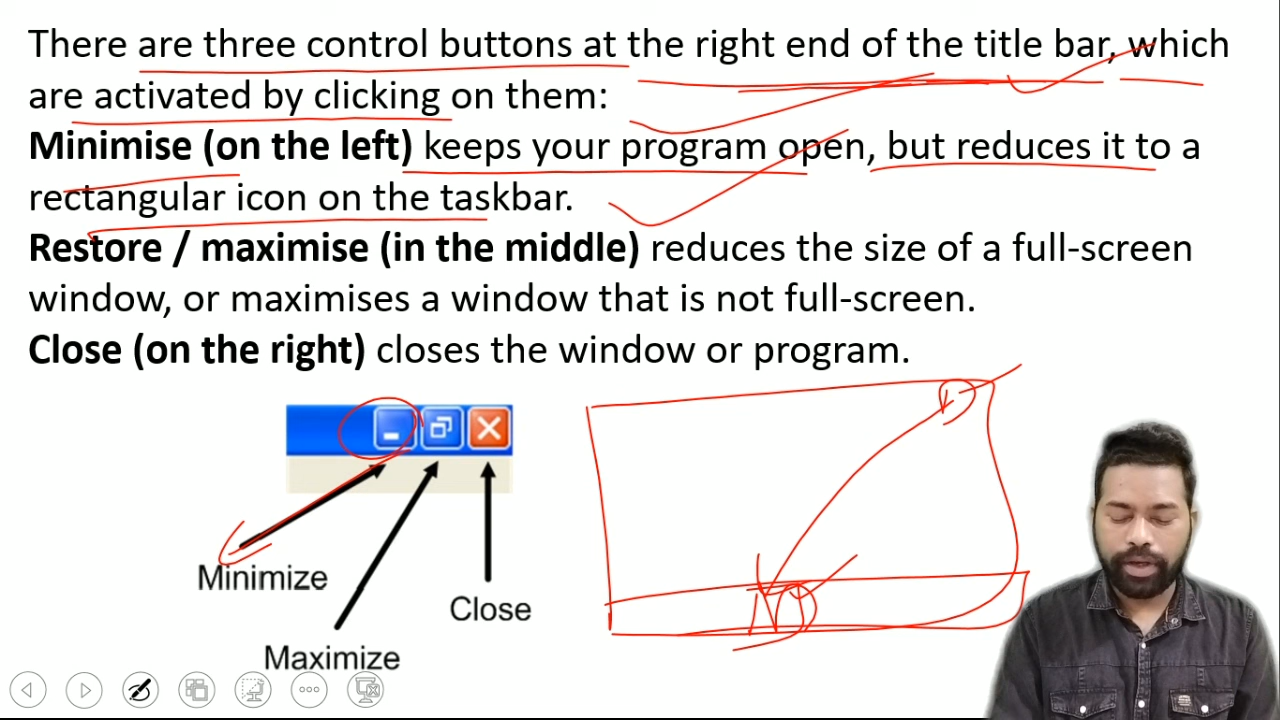 There are three control buttons at the right end of the title bar, which
are activated by clicking on them:
Minimise (on the left) keeps your program open, but reduces it to a
rectangular icon on the taskbar.
Restore / maximise (in the middle) reduces the size of a full-screen
window, or maximises a window that is not full-screen.
Close (on the right) closes the window or program.
Minimize
Close
Maximize